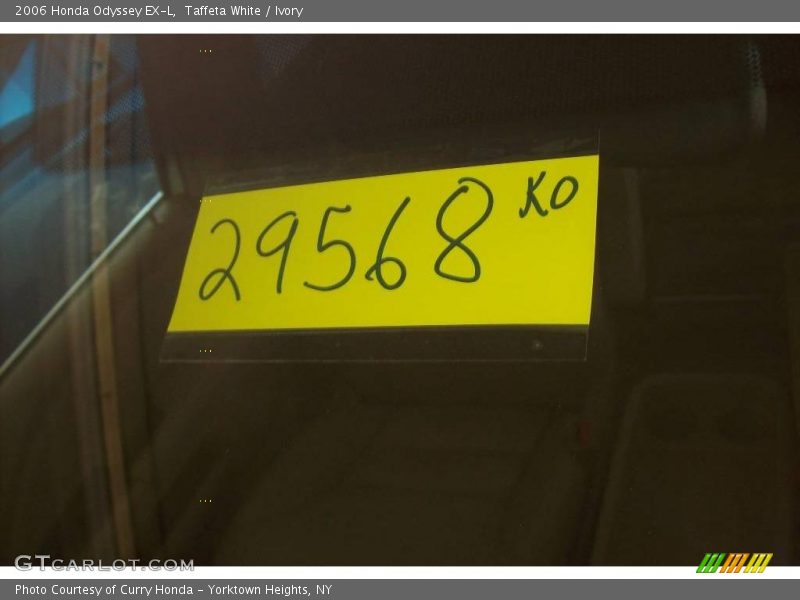 2006 Honda Odyssey EX-L,  Taffeta White / Ivory
29568 KO
GTcarlot.com
Photo Courtesy of Curry Honda - Yorktown Heights, NY